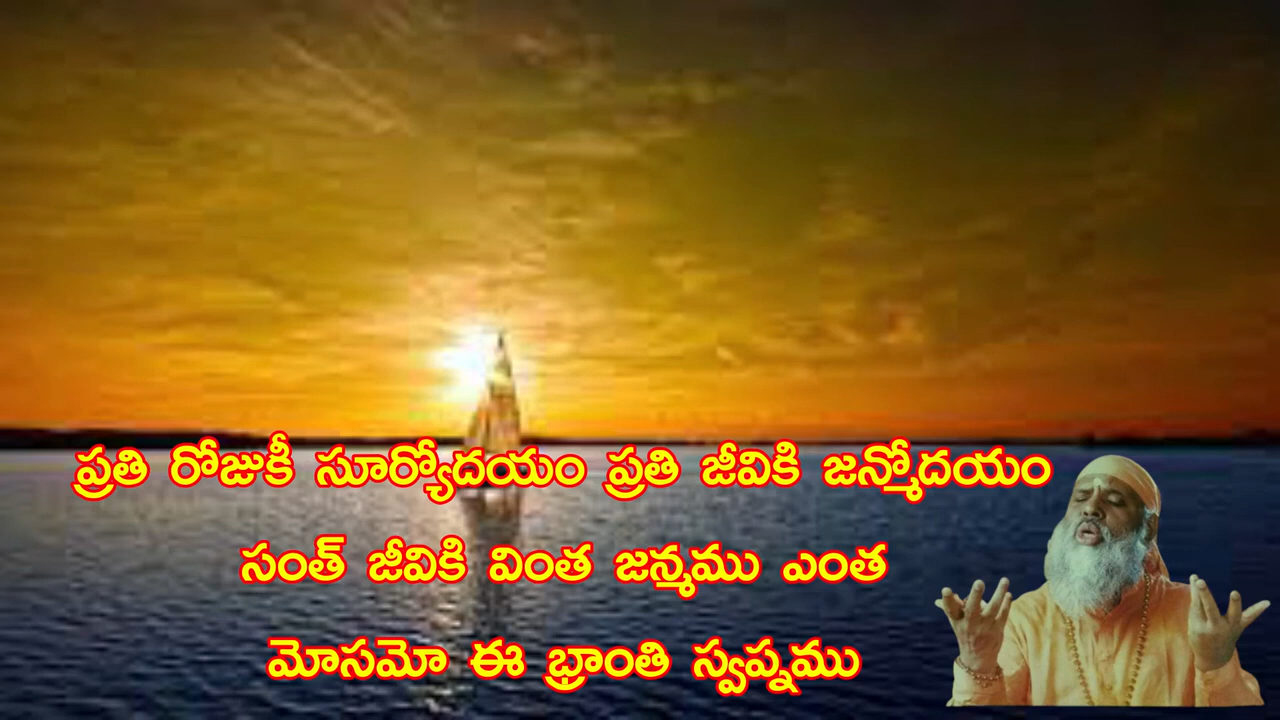 ప్రతి రోజుకీ సూర్యోదయం ప్రతి జీవికి జన్మోదయం
సంత్ జీవికి వింత జన్మము ఎంత
మోసమో ఈ భ్రాంతి స్వప్నము